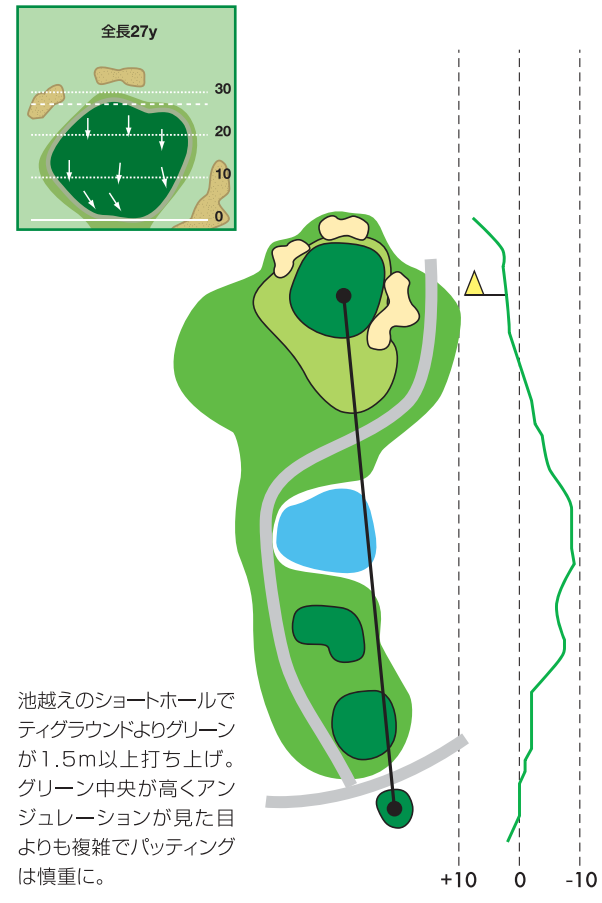 全長27y
30
20
10
0
池越えのショートホールで
ティグラウンドよりグリーン
が1.5m以上打ち上げ。
グリーン中央が高くアン
ジュレーションが見た目
よりも複雑でパッティング
は慎重に。
+10 0 -10